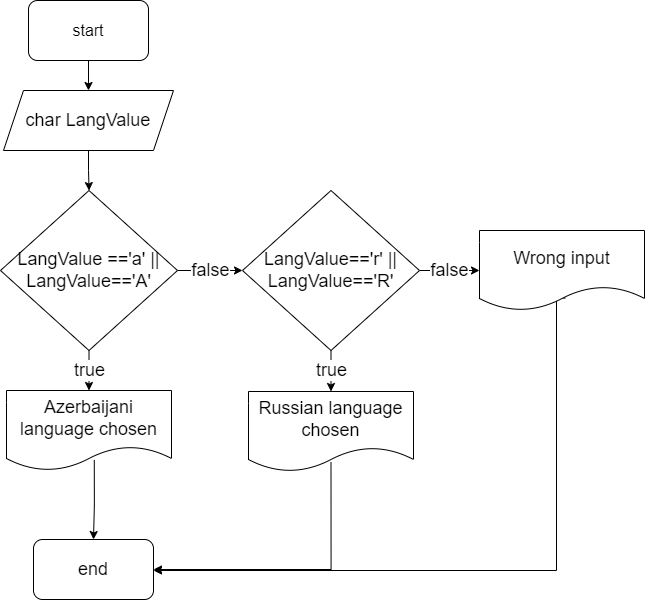 start
char LangValue
LangValue =='a' ||
LangValue=='A'
false
LangValue=='r' ||
LangValue=='R'
false
Wrong input
true
true
Azerbaijani
language chosen
Russian language
chosen
end